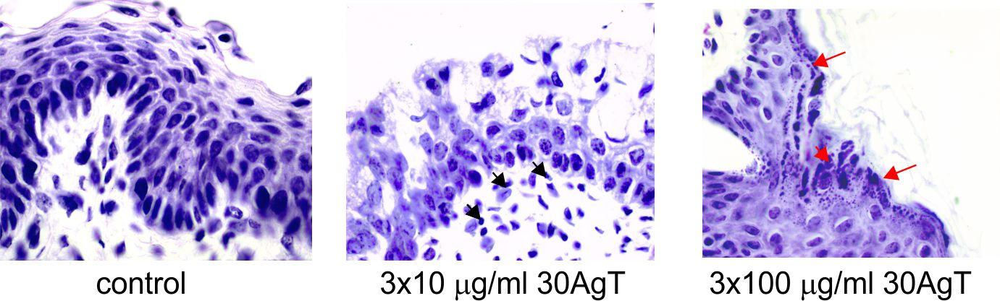 control
3x10 μg/ml 30AgT
3x100 μg/ml 30AgT